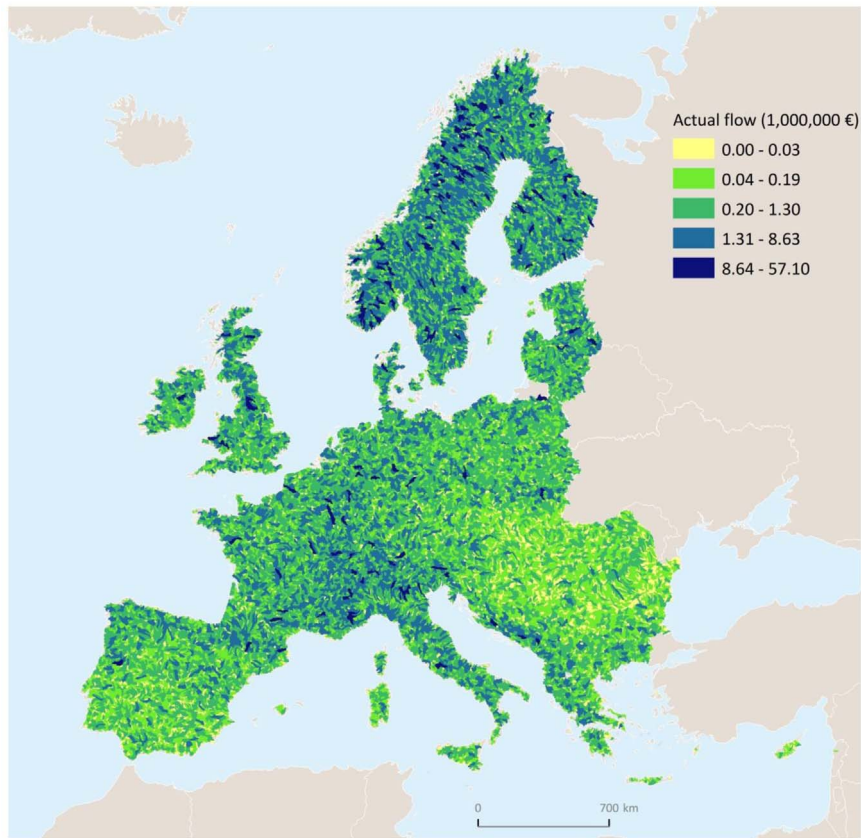 Actual flow (1,000,000 €)
0.00 - 0.03
0.04 - 0.19
0.20 - 1.30
1.31 - 8.63
8.64 - 57.10
0 700 km